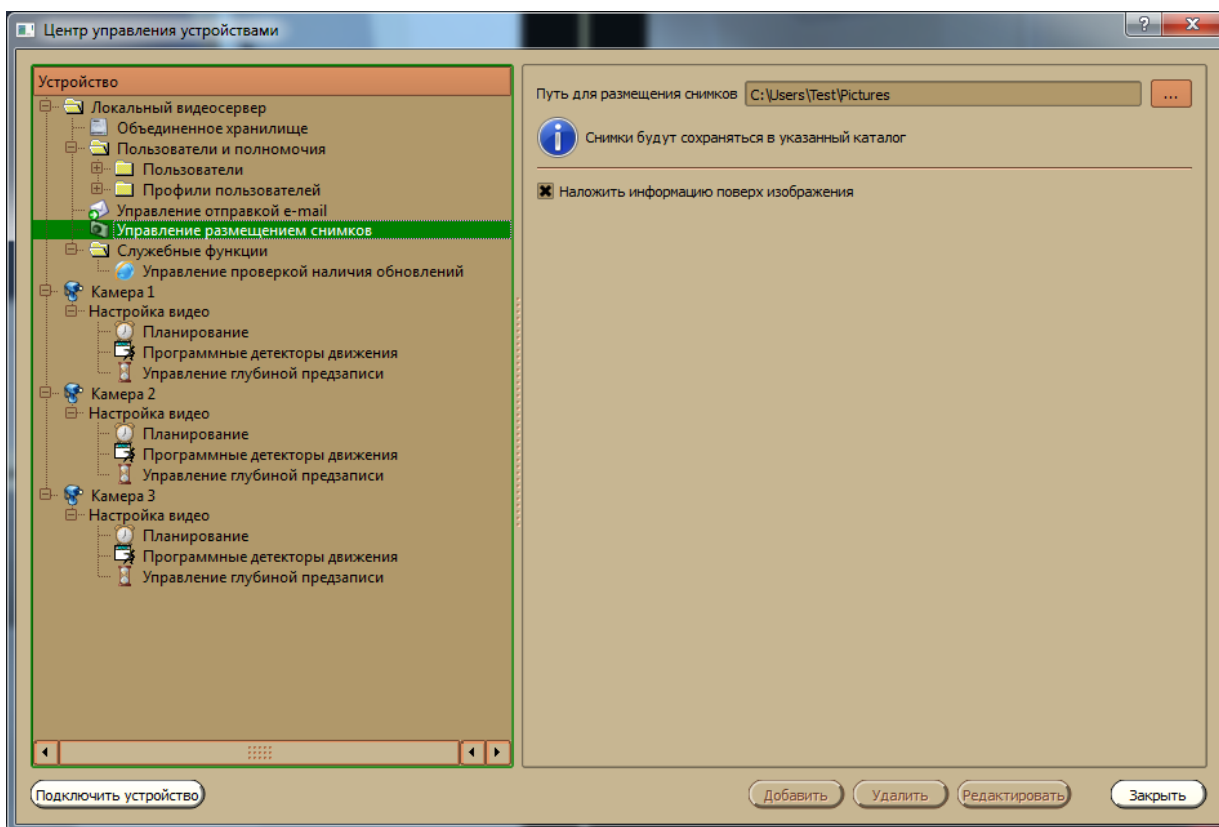 Центр управления устройствами
?
X
Устройство
Локальный видеосервер
Объединенное хранилище
Пользователи и полномочия
Пользователи
Профили пользователей
Управление отправкой e-mail
Управление размещением снимков
Служебные функции
Управление проверкой наличия обновлений
Камера 1
Настройка видео
Планирование
Программные детекторы движения
Управление глубиной предзаписи
Камера 2
Настройка видео
Планирование
Программные детекторы движения
Управление глубиной предзаписи
Камера 3
Настройка видео
Планирование
Программные детекторы движения
Управление глубиной предзаписи
Путь для размещения снимков C:\Users\Test\Pictures ...
Снимки будут сохраняться в указанный каталог
Наложить информацию поверх изображения
Подключить устройство Добавить Удалить Редактировать Закрыть